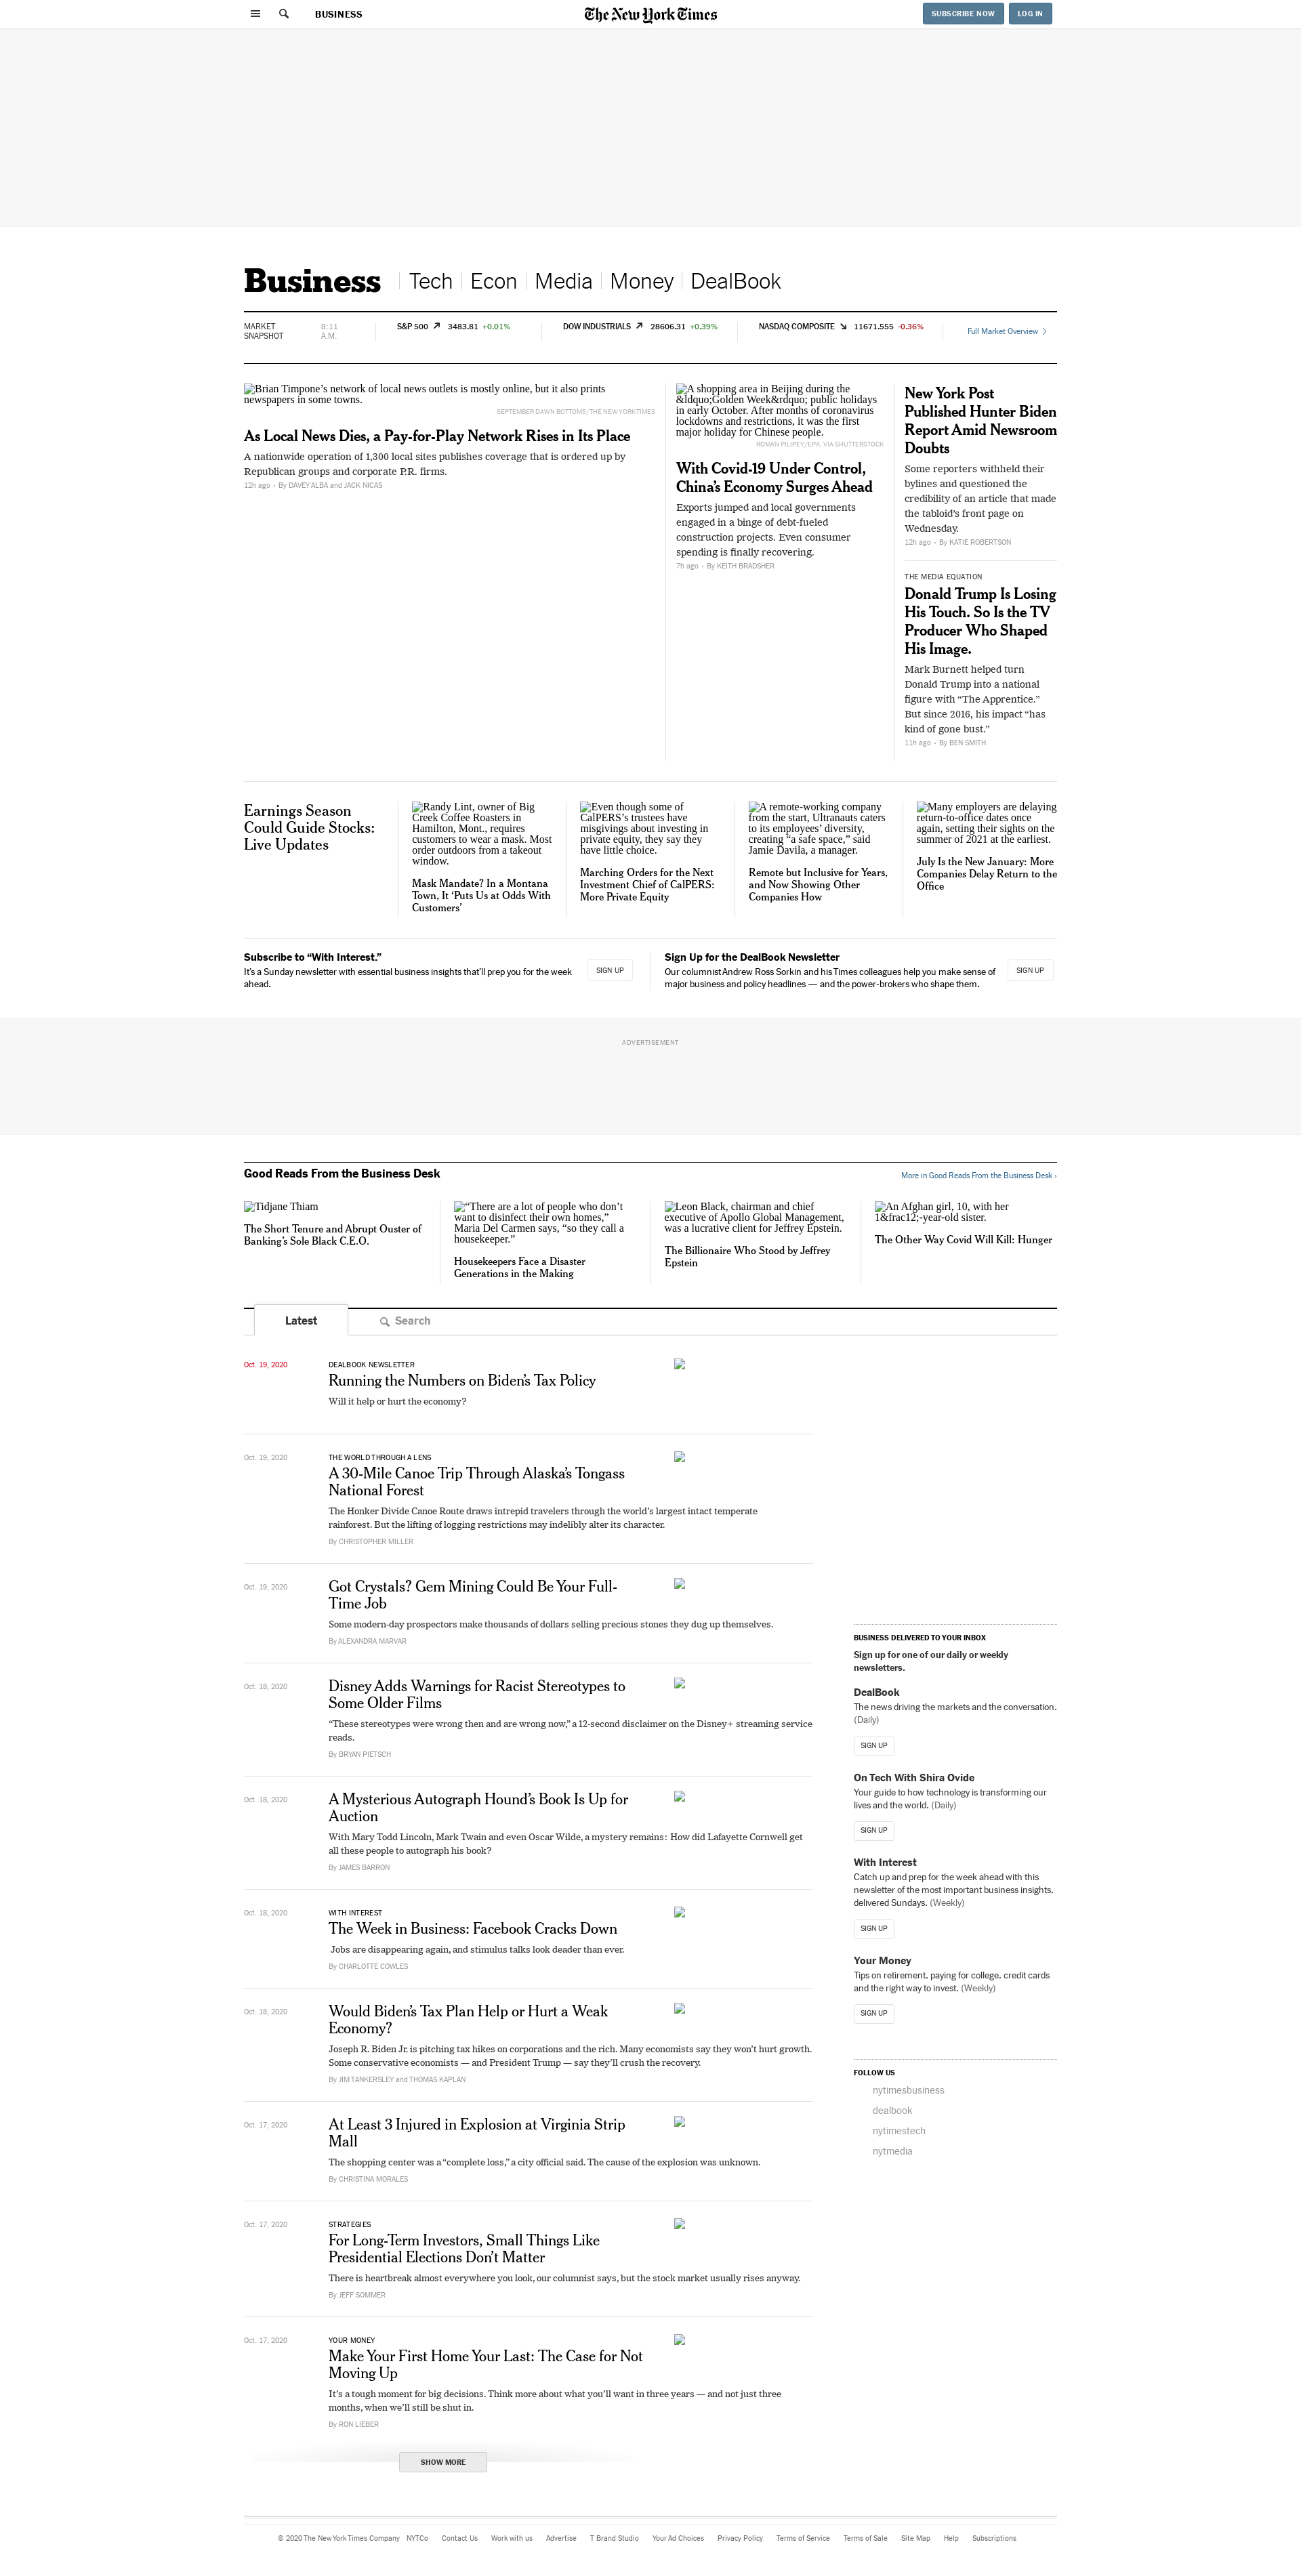 BUSINESS
The New York Times
SUBSCRIBE NOW
LOG IN
Business
Tech
Econ
Media
Money
DealBook
MARKET
SNAPSHOT
8:11
A.M.
S&P 500 3483.81 +0.01%
DOW INDUSTRIALS 28606.31 +0.39%
NASDAQ COMPOSITE 11671.555 -0.36%
Full Market Overview
Brian Timpone’s network of local news outlets is mostly online, but it also prints
newspapers in some towns.
SEPTEMBER DAWN BOTTOMS/THE NEW YORK TIMES
As Local News Dies, a Pay-for-Play Network Rises in Its Place
A nationwide operation of 1,300 local sites publishes coverage that is ordered up by
Republican groups and corporate P.R. firms.
12h ago • By DAVEY ALBA and JACK NICAS
A shopping area in Beijing during the
&ldquo;Golden Week&rdquo; public holidays
in early October. After months of coronavirus
lockdowns and restrictions, it was the first
major holiday for Chinese people.
ROMAN PILIPEY/EPA, VIA SHUTTERSTOCK
With Covid-19 Under Control,
China’s Economy Surges Ahead
Exports jumped and local governments
engaged in a binge of debt-fueled
construction projects. Even consumer
spending is finally recovering.
7h ago • By KEITH BRADSHER
New York Post
Published Hunter Biden
Report Amid Newsroom
Doubts
Some reporters withheld their
bylines and questioned the
credibility of an article that made
the tabloid’s front page on
Wednesday.
12h ago • By KATIE ROBERTSON
THE MEDIA EQUATION
Donald Trump Is Losing
His Touch. So Is the TV
Producer Who Shaped
His Image.
Mark Burnett helped turn
Donald Trump into a national
figure with “The Apprentice.”
But since 2016, his impact “has
kind of gone bust.”
11h ago • By BEN SMITH
Earnings Season
Could Guide Stocks:
Live Updates
Randy Lint, owner of Big
Creek Coffee Roasters in
Hamilton, Mont., requires
customers to wear a mask. Most
order outdoors from a takeout
window.
Mask Mandate? In a Montana
Town, It ‘Puts Us at Odds With
Customers’
Even though some of
CalPERS’s trustees have
misgivings about investing in
private equity, they say they
have little choice.
Marching Orders for the Next
Investment Chief of CalPERS:
More Private Equity
A remote-working company
from the start, Ultranauts caters
to its employees’ diversity,
creating “a safe space,” said
Jamie Davila, a manager.
Remote but Inclusive for Years,
and Now Showing Other
Companies How
Many employers are delaying
return-to-office dates once
again, setting their sights on the
summer of 2021 at the earliest.
July Is the New January: More
Companies Delay Return to the
Office
Subscribe to “With Interest.”
It’s a Sunday newsletter with essential business insights that’ll prep you for the week
ahead.
SIGN UP
Sign Up for the DealBook Newsletter
Our columnist Andrew Ross Sorkin and his Times colleagues help you make sense of
major business and policy headlines — and the power-brokers who shape them.
SIGN UP
ADVERTISEMENT
Good Reads From the Business Desk
More in Good Reads From the Business Desk ›
Tidjane Thiam
The Short Tenure and Abrupt Ouster of
Banking’s Sole Black C.E.O.
“There are a lot of people who don’t
want to disinfect their own homes,”
Maria Del Carmen says, “so they call a
housekeeper.”
Housekeepers Face a Disaster
Generations in the Making
Leon Black, chairman and chief
executive of Apollo Global Management,
was a lucrative client for Jeffrey Epstein.
The Billionaire Who Stood by Jeffrey
Epstein
An Afghan girl, 10, with her
1&frac12;-year-old sister.
The Other Way Covid Will Kill: Hunger
Latest
Search
Oct. 19, 2020
DEALBOOK NEWSLETTER
Running the Numbers on Biden’s Tax Policy
Will it help or hurt the economy?
Oct. 19, 2020
THE WORLD THROUGH A LENS
A 30-Mile Canoe Trip Through Alaska’s Tongass
National Forest
The Honker Divide Canoe Route draws intrepid travelers through the world’s largest intact temperate
rainforest. But the lifting of logging restrictions may indelibly alter its character.
By CHRISTOPHER MILLER
Oct. 19, 2020
Got Crystals? Gem Mining Could Be Your Full-
Time Job
Some modern-day prospectors make thousands of dollars selling precious stones they dug up themselves.
By ALEXANDRA MARVAR
Oct. 18, 2020
Disney Adds Warnings for Racist Stereotypes to
Some Older Films
“These stereotypes were wrong then and are wrong now,” a 12-second disclaimer on the Disney+ streaming service
reads.
By BRYAN PIETSCH
Oct. 18, 2020
A Mysterious Autograph Hound’s Book Is Up for
Auction
With Mary Todd Lincoln, Mark Twain and even Oscar Wilde, a mystery remains: How did Lafayette Cornwell get
all these people to autograph his book?
By JAMES BARRON
Oct. 18, 2020
WITH INTEREST
The Week in Business: Facebook Cracks Down
Jobs are disappearing again, and stimulus talks look deader than ever.
By CHARLOTTE COWLES
Oct. 18, 2020
Would Biden’s Tax Plan Help or Hurt a Weak
Economy?
Joseph R. Biden Jr. is pitching tax hikes on corporations and the rich. Many economists say they won’t hurt growth.
Some conservative economists — and President Trump — say they’ll crush the recovery.
By JIM TANKERSLEY and THOMAS KAPLAN
Oct. 17, 2020
At Least 3 Injured in Explosion at Virginia Strip
Mall
The shopping center was a “complete loss,” a city official said. The cause of the explosion was unknown.
By CHRISTINA MORALES
Oct. 17, 2020
STRATEGIES
For Long-Term Investors, Small Things Like
Presidential Elections Don’t Matter
There is heartbreak almost everywhere you look, our columnist says, but the stock market usually rises anyway.
By JEFF SOMMER
Oct. 17, 2020
YOUR MONEY
Make Your First Home Your Last: The Case for Not
Moving Up
It’s a tough moment for big decisions. Think more about what you’ll want in three years — and not just three
months, when we’ll still be shut in.
By RON LIEBER
SHOW MORE
BUSINESS DELIVERED TO YOUR INBOX
Sign up for one of our daily or weekly
newsletters.
DealBook
The news driving the markets and the conversation.
(Daily)
SIGN UP
On Tech With Shira Ovide
Your guide to how technology is transforming our
lives and the world. (Daily)
SIGN UP
With Interest
Catch up and prep for the week ahead with this
newsletter of the most important business insights,
delivered Sundays. (Weekly)
SIGN UP
Your Money
Tips on retirement, paying for college, credit cards
and the right way to invest. (Weekly)
SIGN UP
FOLLOW US
nytimesbusiness
dealbook
nytimestech
nytmedia
© 2020 The New York Times Company NYTCo Contact Us Work with us Advertise T Brand Studio Your Ad Choices Privacy Policy Terms of Service Terms of Sale Site Map Help Subscriptions